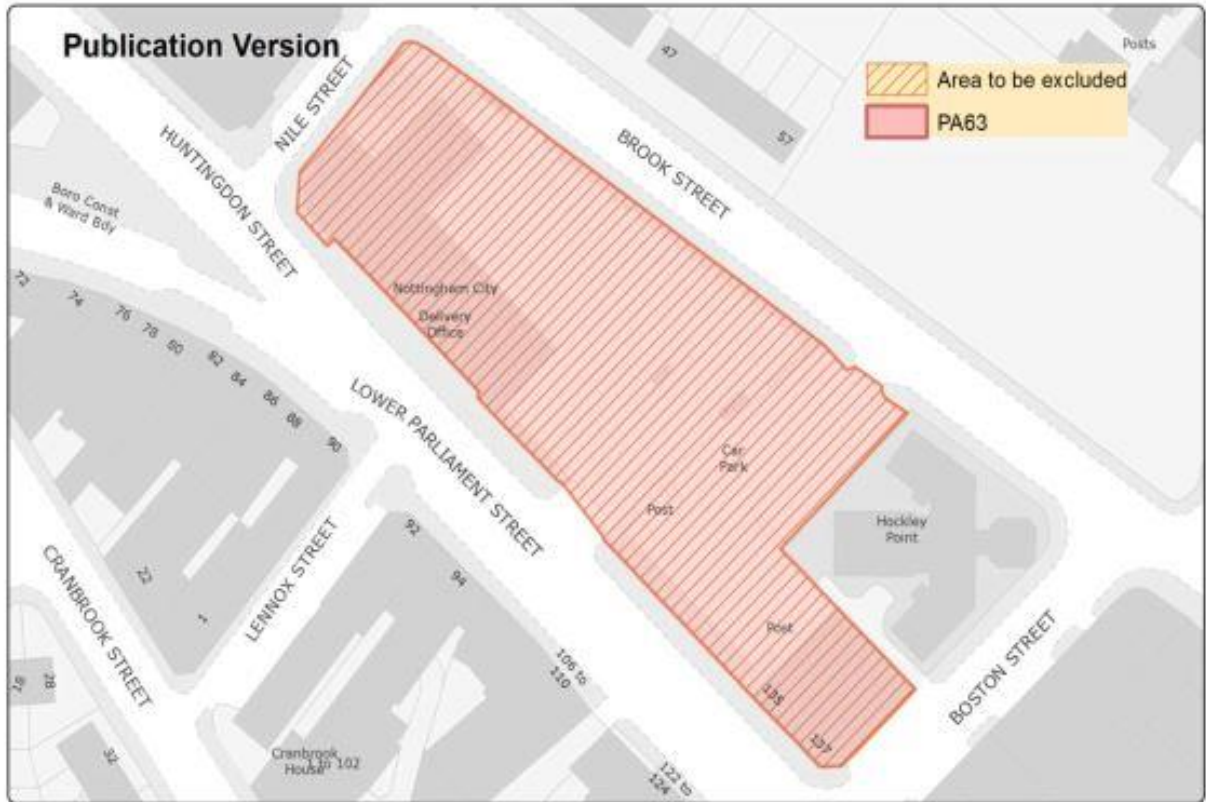 Publication Version
Area to be excluded
PA63
Posts
47
57
NILE STREET
BROOK STREET
HUNTINGDON STREET
Boro Const
& Ward Bdy
72
74
76
78
80
82
84
86
88
90
Nottingham City
Delivery
Office
LOWER PARLIAMENT STREET
Car
Park
Post
Hockley
Point
92
94
LENNOX STREET
CRANBROOK STREET
22
1
Post
BOSTON STREET
106 to
110
135
137
28
32
Cranbrook
House
1 to 102
122 to
124